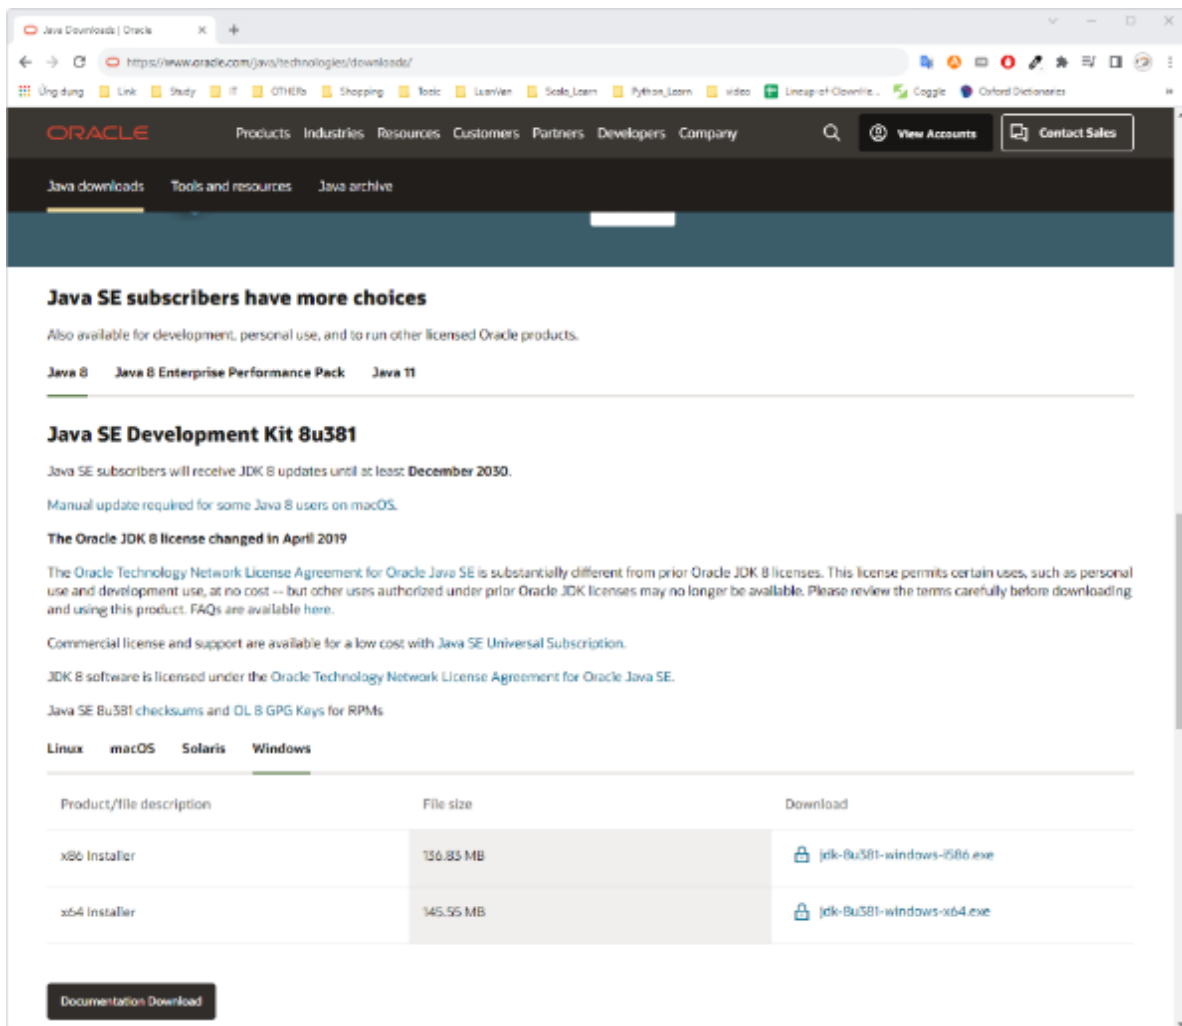 Java Downloads | Oracle
https://www.oracle.com/java/technologies/downloads/
Ứng dụng Link Study IT OTHERs Shopping Toeic LuanVan Scala_Learn Python_Learn video Lineup-of-Clownfie... Coggle Oxford Dictionaries
ORACLE Products Industries Resources Customers Partners Developers Company View Accounts Contact Sales
Java downloads Tools and resources Java archive
Java SE subscribers have more choices
Also available for development, personal use, and to run other licensed Oracle products.
Java 8 Java 8 Enterprise Performance Pack Java 11
Java SE Development Kit 8u381
Java SE subscribers will receive JDK 8 updates until at least December 2030.
Manual update required for some Java 8 users on macOS.
The Oracle JDK 8 license changed in April 2019
The Oracle Technology Network License Agreement for Oracle Java SE is substantially different from prior Oracle JDK 8 licenses. This license permits certain uses, such as personal
use and development use, at no cost -- but other uses authorized under prior Oracle JDK licenses may no longer be available. Please review the terms carefully before downloading
and using this product. FAQs are available here.
Commercial license and support are available for a low cost with Java SE Universal Subscription.
JDK 8 software is licensed under the Oracle Technology Network License Agreement for Oracle Java SE.
Java SE 8u381 checksums and OL 8 GPG Keys for RPMs
Linux macOS Solaris Windows
Product/file description File size Download
x86 Installer 136.83 MB jdk-8u381-windows-i586.exe
x64 Installer 145.55 MB jdk-8u381-windows-x64.exe
Documentation Download